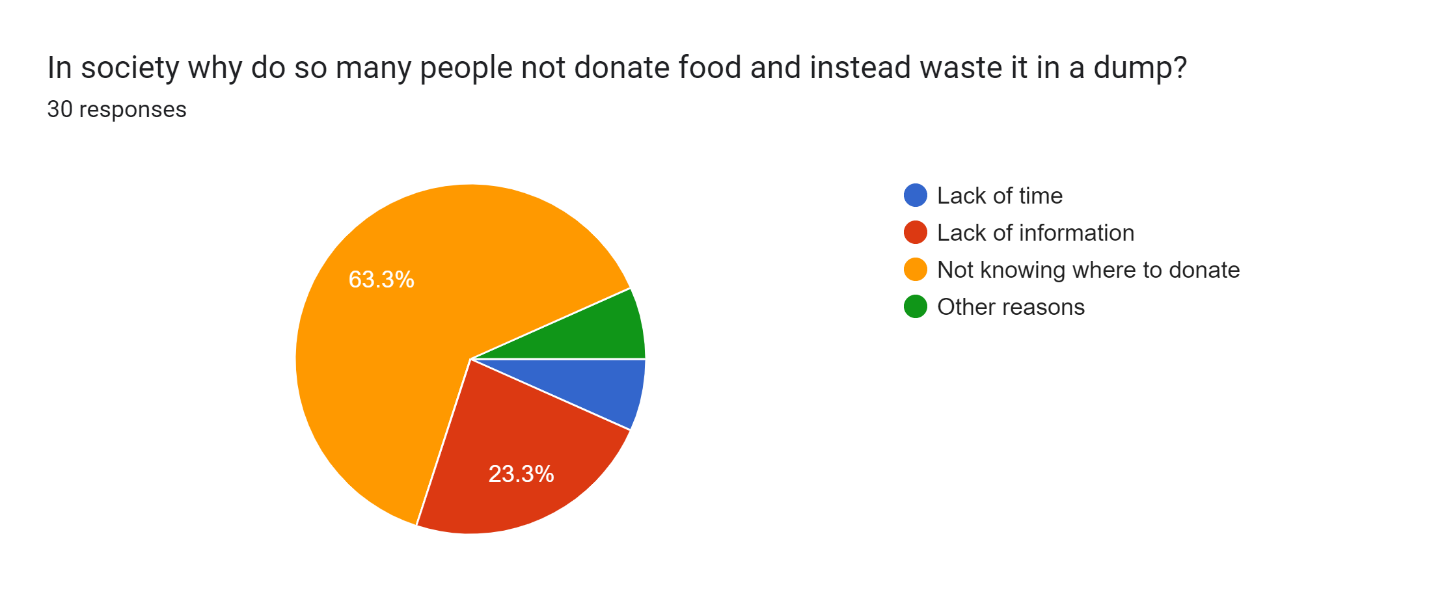 In society why do so many people not donate food and instead waste it in a dump?
30 responses
63.3%
23.3%
Lack of time
Lack of information
Not knowing where to donate
Other reasons